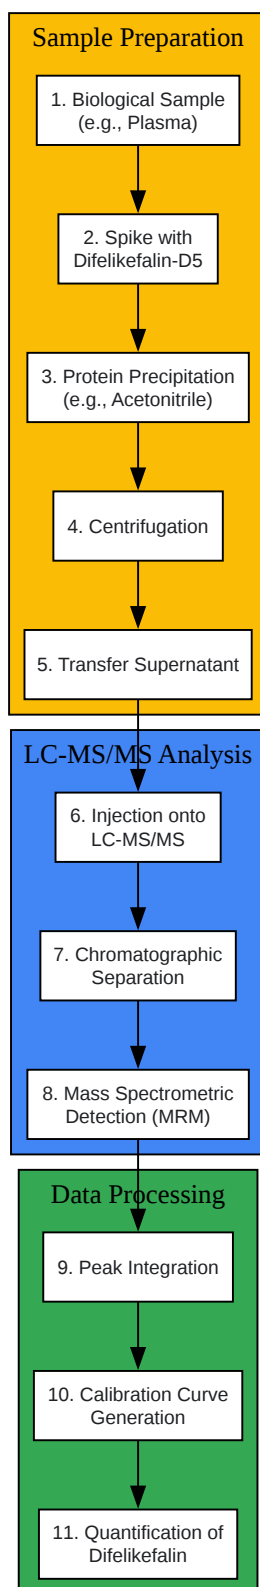 Sample Preparation
1. Biological Sample
(e.g., Plasma)
2. Spike with
Difelikefalin-D5
3. Protein Precipitation
(e.g., Acetonitrile)
4. Centrifugation
5. Transfer Supernatant
LC-MS/MS Analysis
6. Injection onto
LC-MS/MS
7. Chromatographic
Separation
8. Mass Spectrometric
Detection (MRM)
Data Processing
9. Peak Integration
10. Calibration Curve
Generation
11. Quantification of
Difelikefalin